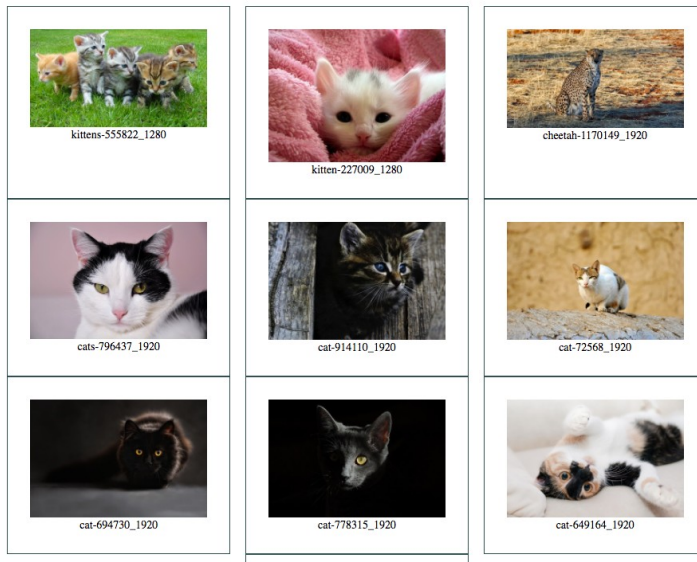 kittens-555822_1280
kitten-227009_1280
cheetah-1170149_1920
cats-796437_1920
cat-914110_1920
cat-72568_1920
cat-694730_1920
cat-778315_1920
cat-649164_1920